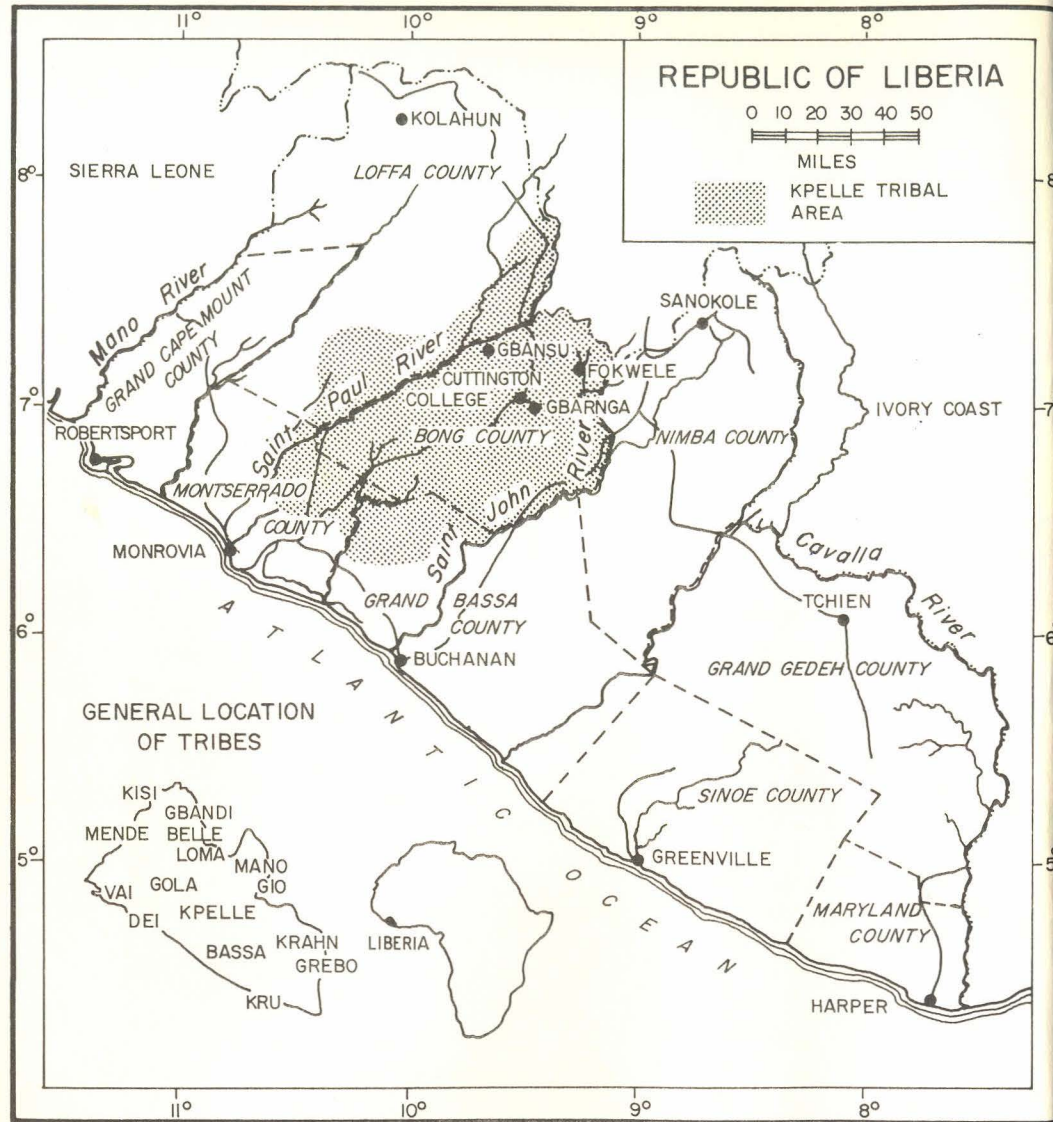 11°
10°
9°
8°
REPUBLIC OF LIBERIA
0 10 20 30 40 50
MILES
KPELLE TRIBAL
AREA
KOLAHUN
8°
SIERRA LEONE
LOFFA COUNTY
8
Mano River
GRAND CAPE MOUNT
COUNTY
SANOKOLE
GBANSU
FOKWELE
Saint Paul River
CUTTINGTON
COLLEGE
GBARNGA
IVORY COAST
7°
7
ROBERTSPORT
BONG COUNTY
NIMBA COUNTY
MONTSERRADO
COUNTY
Saint John River
MONROVIA
Cavalla River
GRAND BASSA
COUNTY
TCHIEN
6°
6
BUCHANAN
GRAND GEDEH COUNTY
ATLANTIC OCEAN
GENERAL LOCATION
OF TRIBES
SINOE COUNTY
KISI
GBANDI
MENDE
BELLE
LOMA
MANO
GIO
5°
5
GREENVILLE
VAI
GOLA
DEI
KPELLE
MARYLAND
COUNTY
BASSA
KRAHN
GREBO
LIBERIA
KRU
HARPER
11°
10°
9°
8°